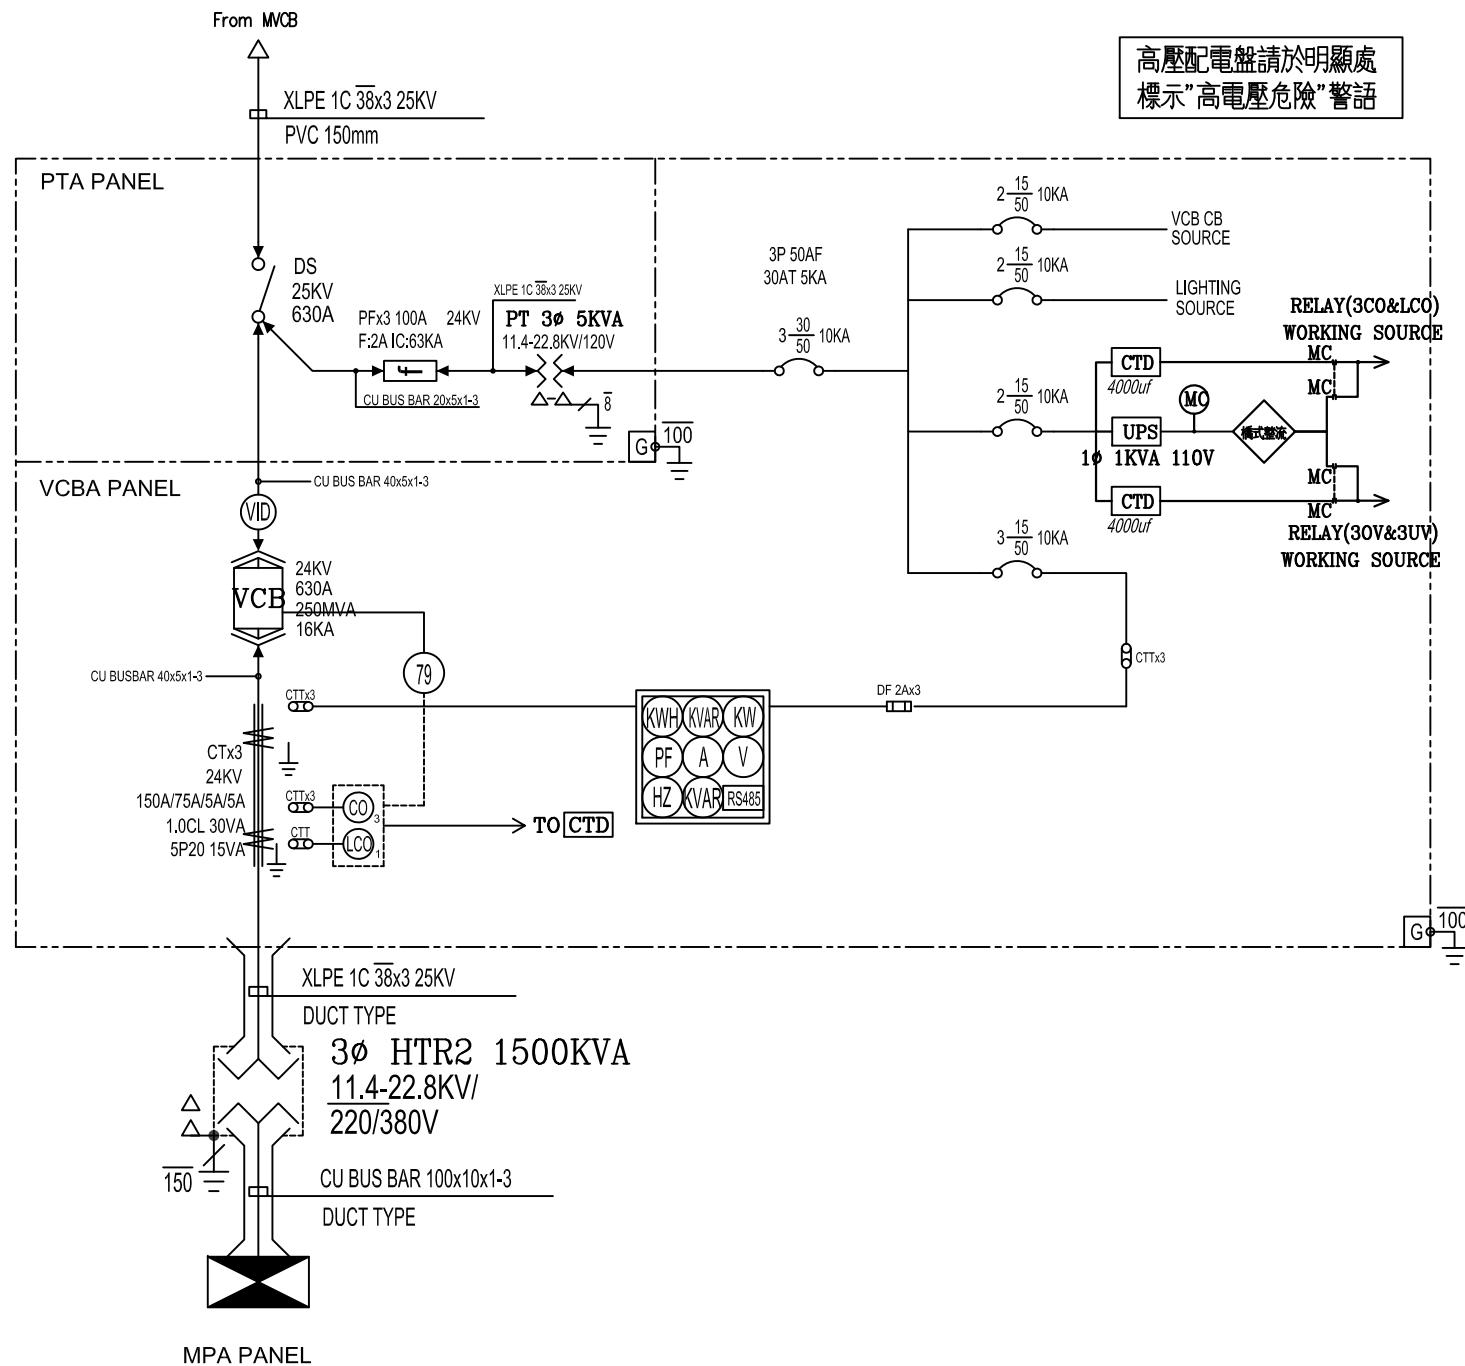 From MVCB
高壓配電盤請於明顯處
標示"高電壓危險"警語
XLPE 1C 38x3 25KV
PVC 150mm
PTA PANEL
DS
25KV
630A
PFx3 100A 24KV
F:2A IC:63KA
f
CU BUS BAR 20x5x1-3
XLPE 1C 38x3 25KV
PT 3ø 5KVA
11.4-22.8KV/120V
8
G
100
3P 50AF
30AT 5KA
3 30/50 10KA
2 15/50 10KA
VCB CB
SOURCE
2 15/50 10KA
LIGHTING
SOURCE
RELAY(3CO&LCO)
WORKING SOURCE
MC
MC
CTD
4000uf
2 15/50 10KA
UPS
MC
橋式整流
1ø 1KVA 110V
CTD
4000uf
MC
MC
RELAY(3OV&3UV)
WORKING SOURCE
3 15/50 10KA
VCBA PANEL
CU BUS BAR 40x5x1-3
VID
VCB
24KV
630A
250MVA
16KA
79
CU BUSBAR 40x5x1-3
CTTx3
CTTx3
DF 2Ax3
KWH KVAR KW
PF A V
HZ KVAR RS485
CTx3
24KV
150A/75A/5A/5A
1.0CL 30VA
5P20 15VA
CTTx3
CO 3
CTT
LCO 1
TO CTD
G
100
XLPE 1C 38x3 25KV
DUCT TYPE
3ø HTR2 1500KVA
11.4-22.8KV/
220/380V
150
CU BUS BAR 100x10x1-3
DUCT TYPE
MPA PANEL